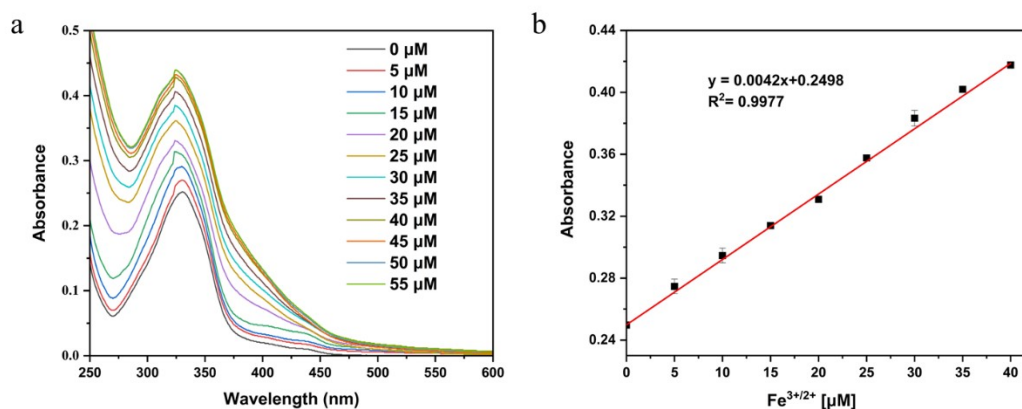 a
0.5
0.4
0.3
0.2
0.1
0.0
Absorbance
250 300 350 400 450 500 550 600
Wavelength (nm)
0 µM
5 µM
10 µM
15 µM
20 µM
25 µM
30 µM
35 µM
40 µM
45 µM
50 µM
55 µM
b
0.44
0.40
0.36
0.32
0.28
0.24
Absorbance
y = 0.0042x+0.2498
R²= 0.9977
0 5 10 15 20 25 30 35 40
Fe³⁺/²⁺ [µM]